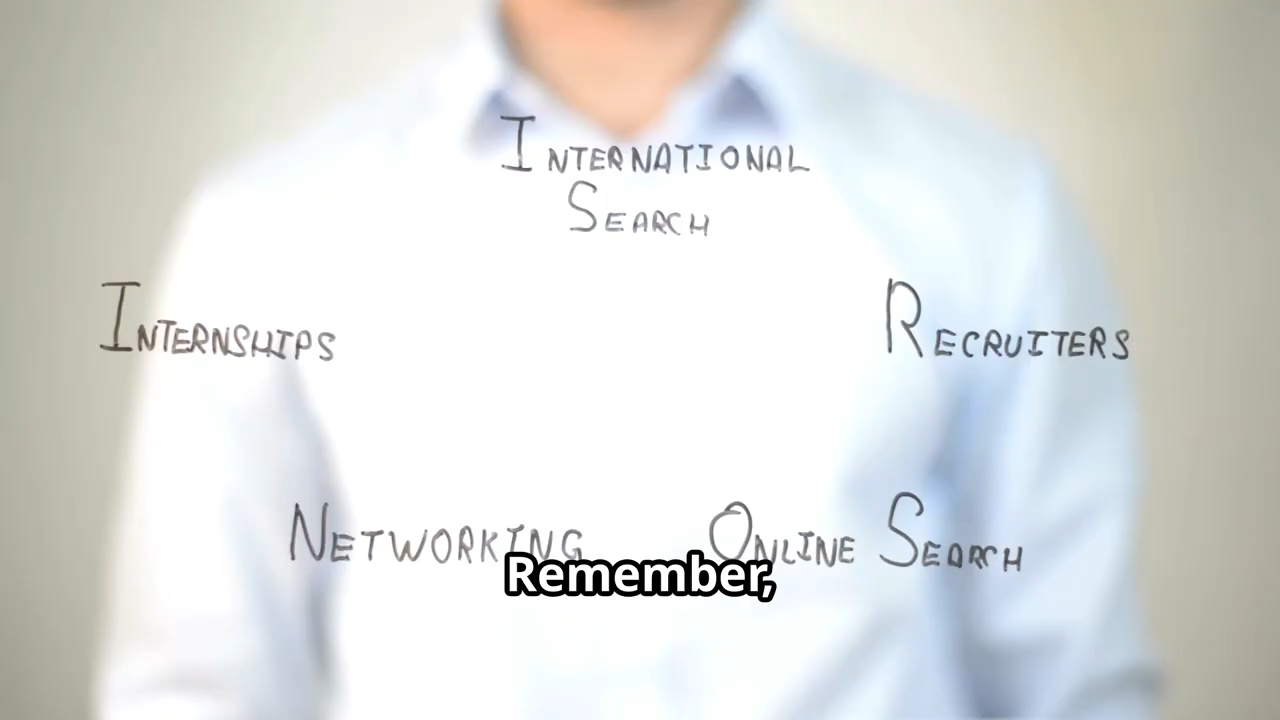 International
Search
Internships
Recruiters
Networking
Online Search
Remember,